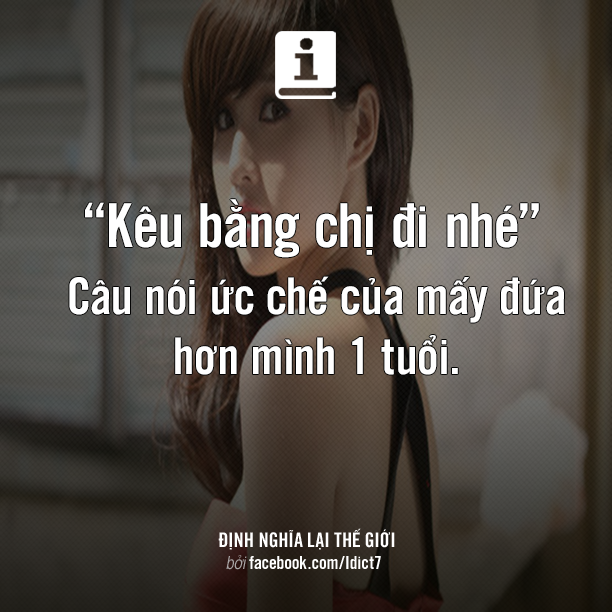 “Kêu bằng chị đi nhé”
Câu nói ức chế của mấy đứa
hơn mình 1 tuổi.
ĐỊNH NGHĨA LẠI THẾ GIỚI
bởi facebook.com/Idict7